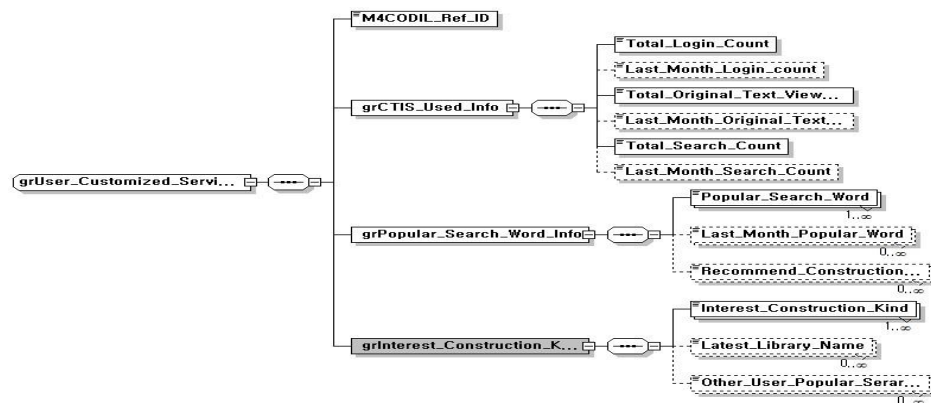 M4CODIL_Ref_ID
Total_Login_Count
Last_Month_Login_count
grCTIS_Used_Info
Total_Original_Text_View...
Last_Month_Original_Text...
Total_Search_Count
Last_Month_Search_Count
grUser_Customized_Servi...
Popular_Search_Word
1..∞
grPopular_Search_Word_Info
Last_Month_Popular_Word
0..∞
Recommend_Construction...
0..∞
Interest_Construction_Kind
1..∞
grInterest_Construction_K...
Latest_Library_Name
0..∞
Other_User_Popular_Serar...
0..∞